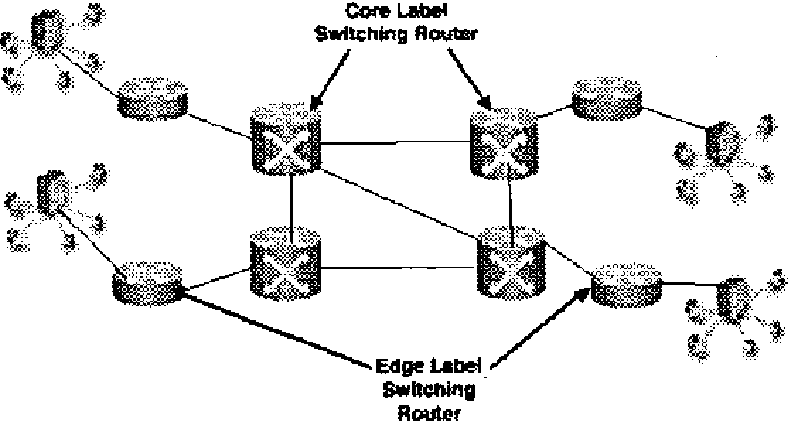 Core Label
Switching Router
Edge Label
Switching
Router